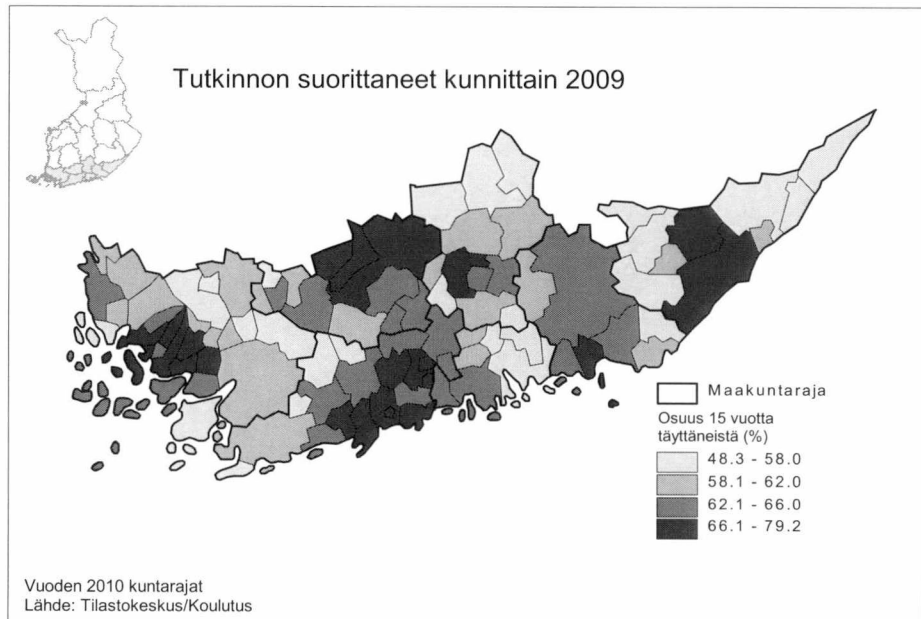 Tutkinnon suorittaneet kunnittain 2009
Maakuntaraja
Osuus 15 vuotta
täyttäneistä (%)
48.3 - 58.0
58.1 - 62.0
62.1 - 66.0
66.1 - 79.2
Vuoden 2010 kuntarajat
Lähde: Tilastokeskus/Koulutus